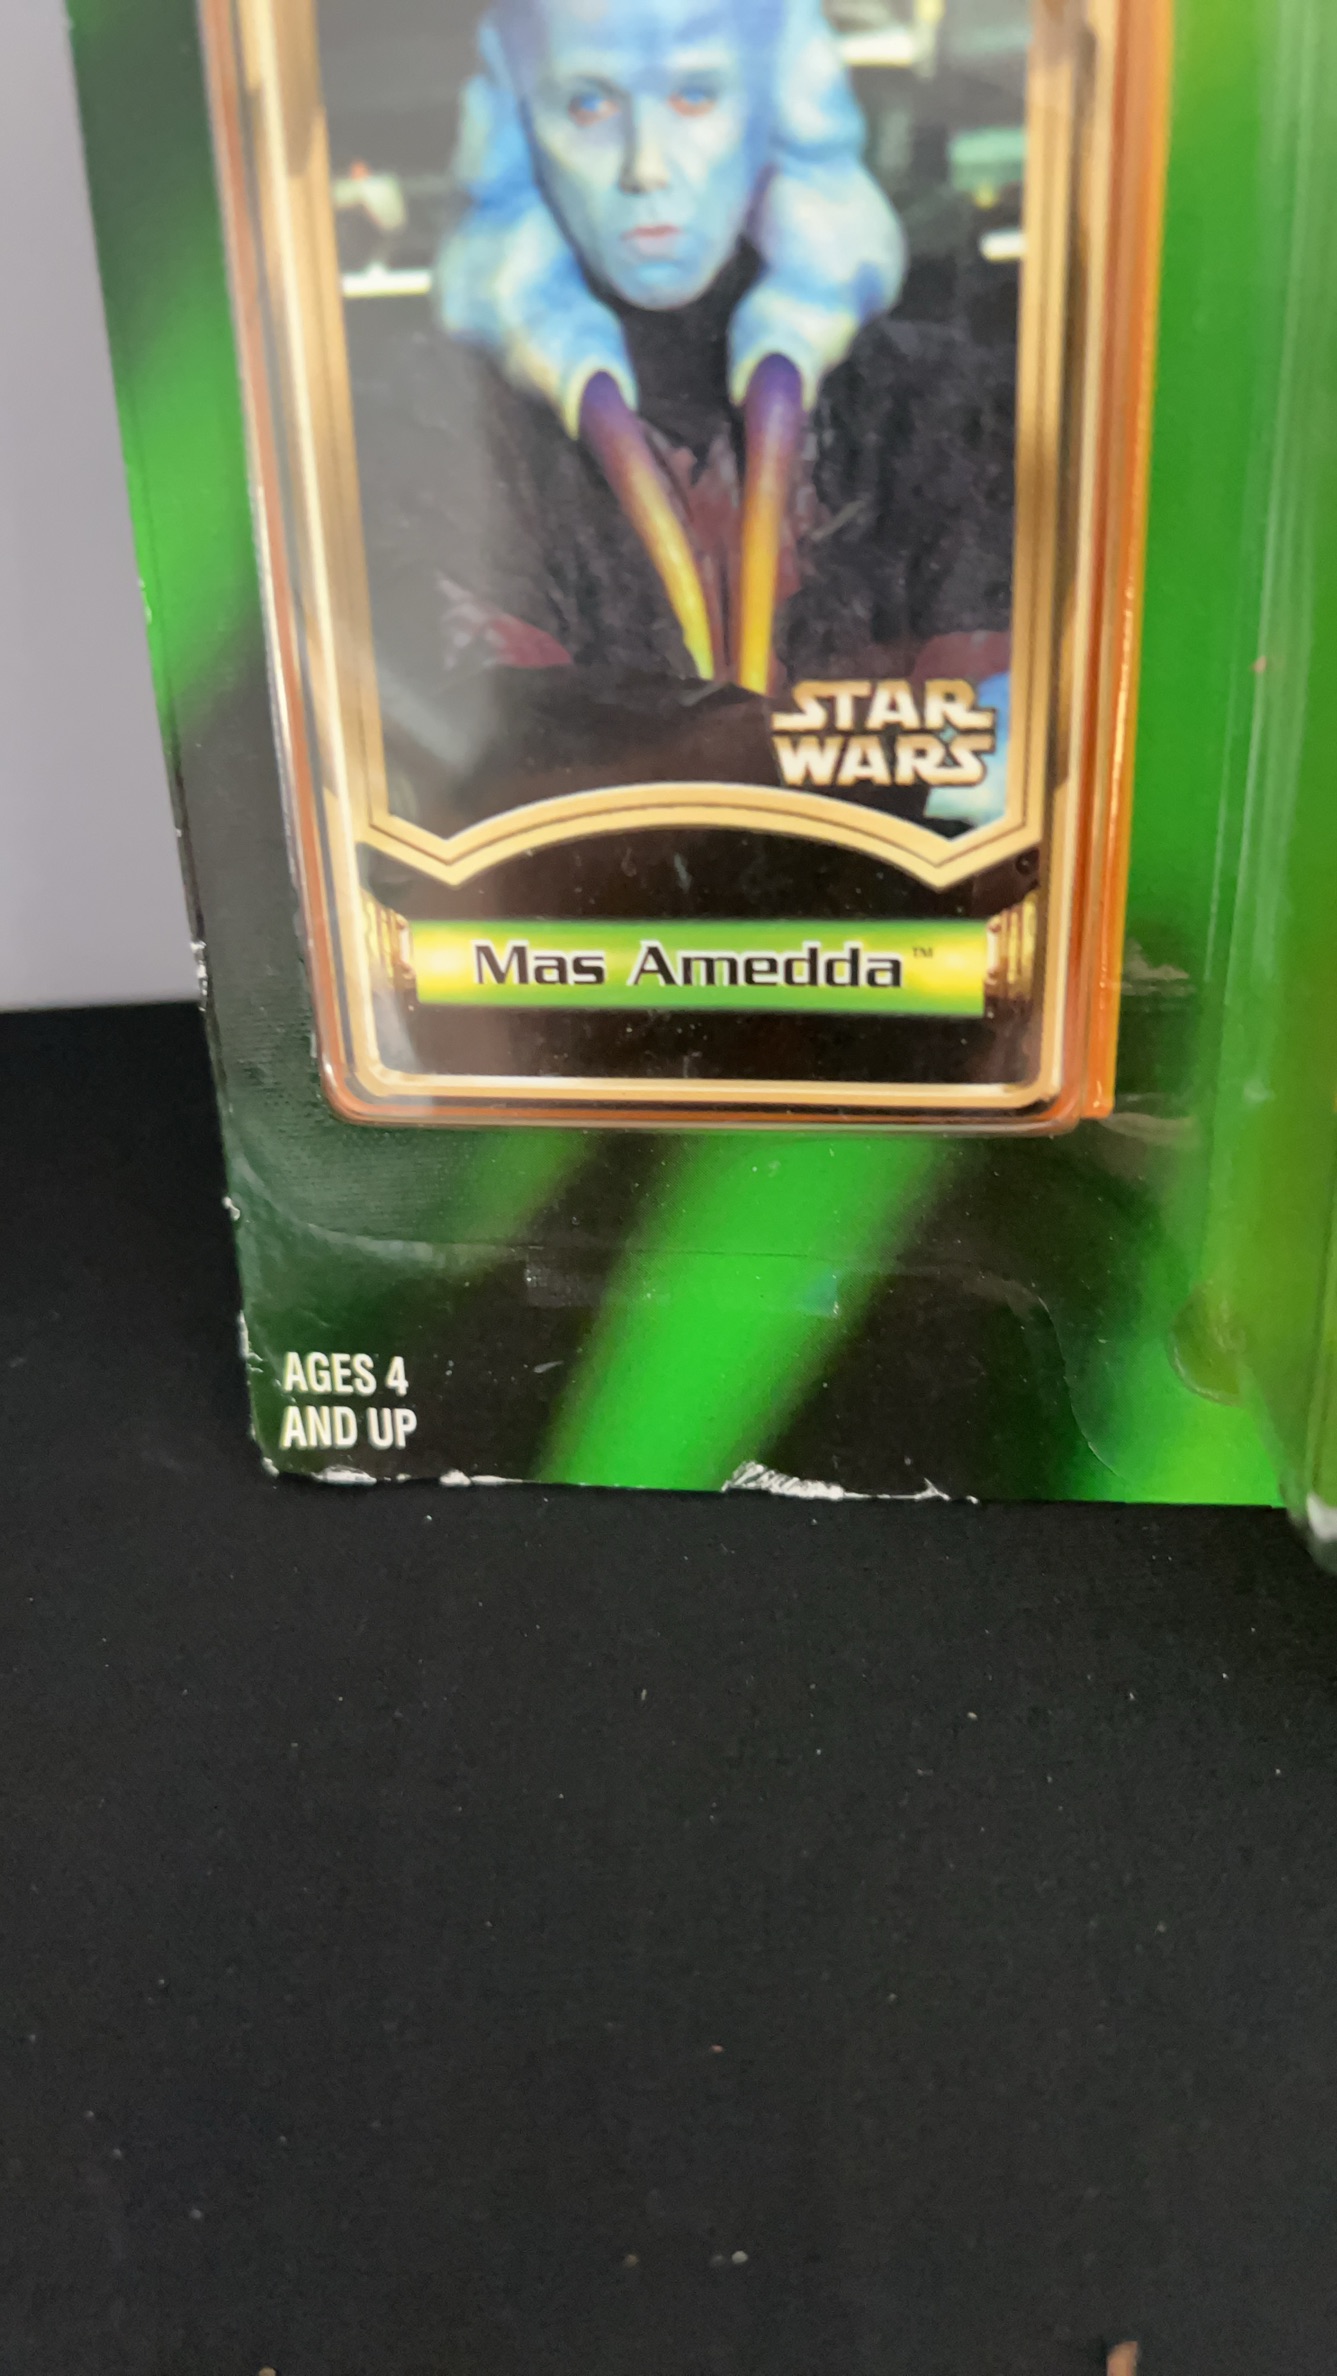 STAR
WARS
Mas Amedda™
AGES 4
AND UP